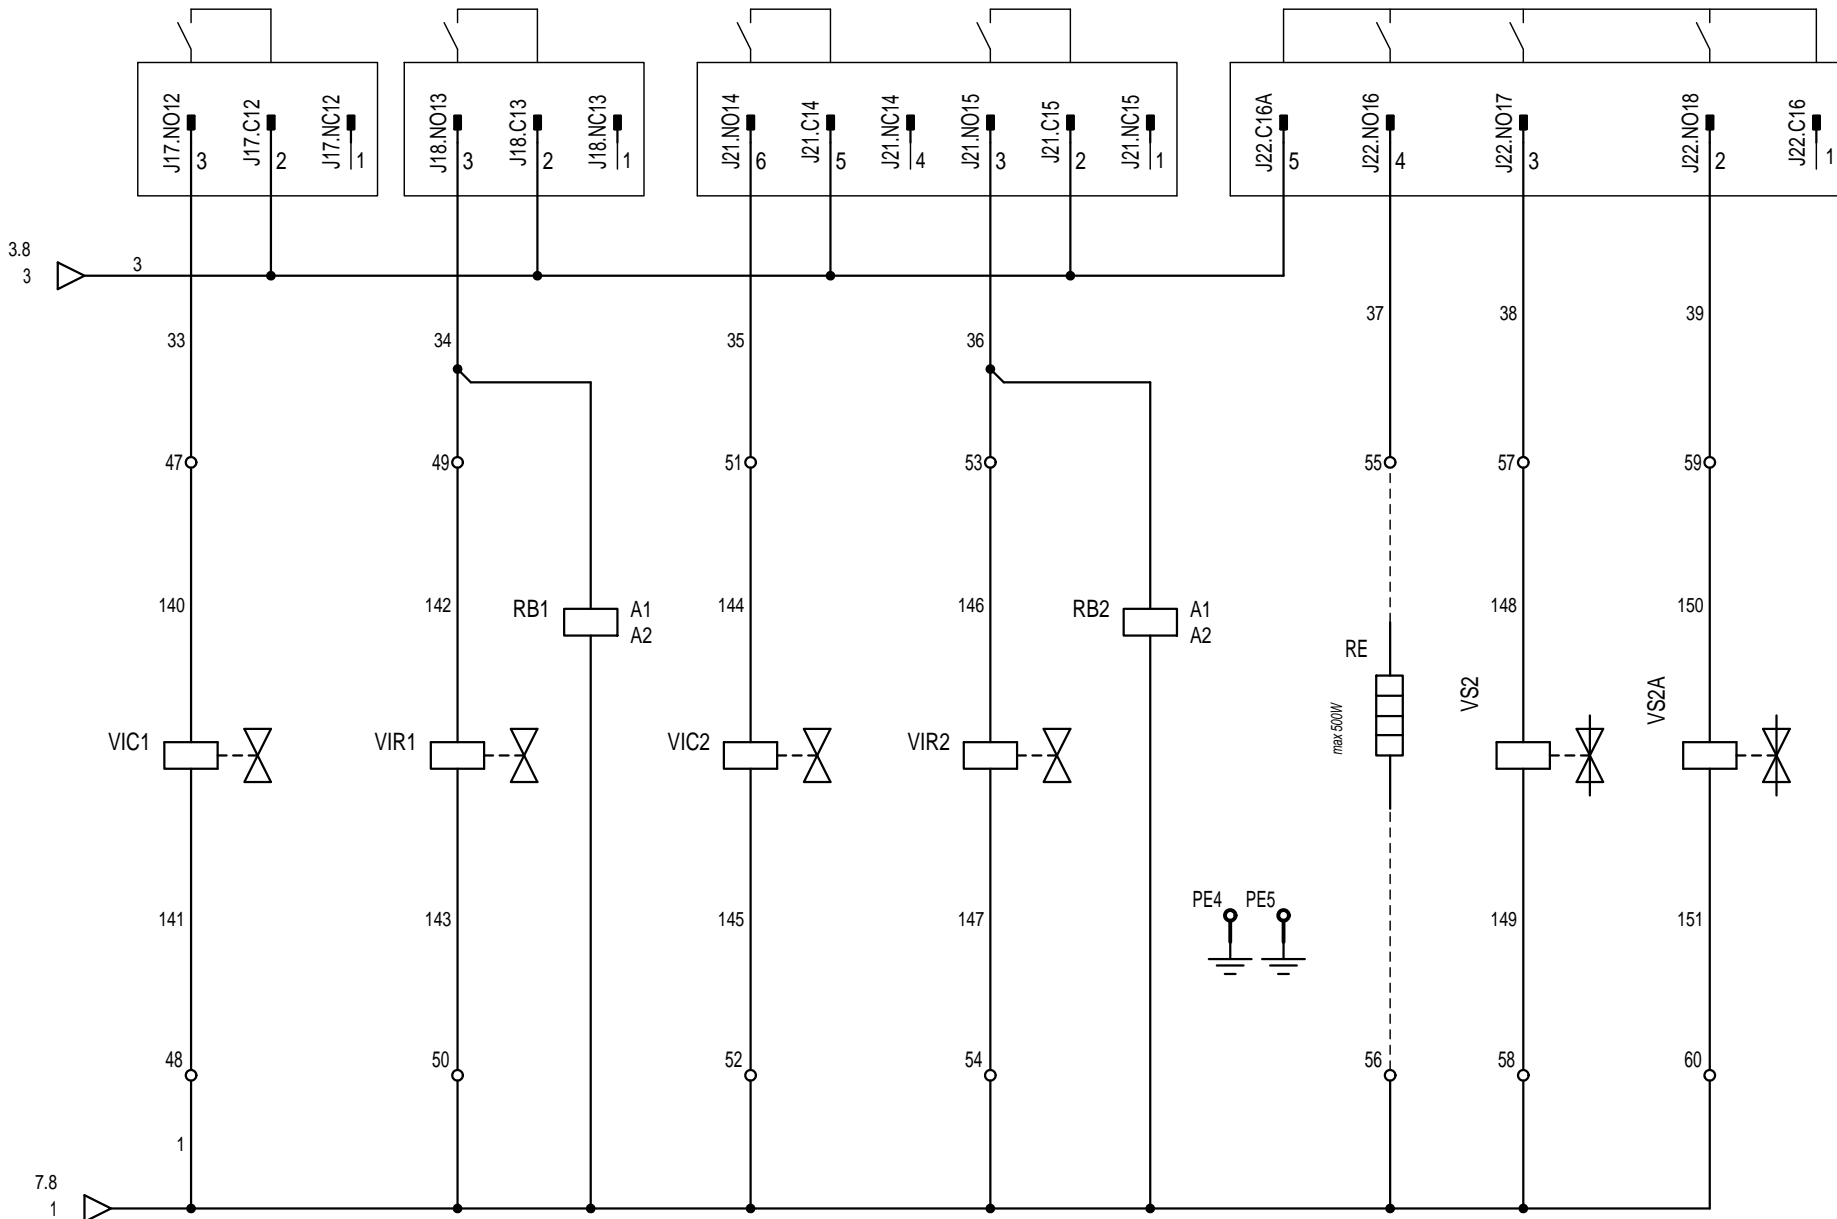 J17.NO12
3
J17.C12
2
J17.NC12
1
J18.NO13
3
J18.C13
2
J18.NC13
1
J21.NO14
6
J21.C14
5
J21.NC14
4
J21.NO15
3
J21.C15
2
J21.NC15
1
J22.C16A
5
J22.NO16
4
J22.NO17
3
J22.NO18
2
J22.C16
1
3.8
3
3
33
34
35
36
37
38
39
47
49
51
53
55
57
59
140
142
RB1
A1
A2
144
146
RB2
A1
A2
148
150
RE
max 500W
VS2
VS2A
VIC1
VIR1
VIC2
VIR2
141
143
145
147
PE4
PE5
149
151
48
50
52
54
56
58
60
1
7.8
1